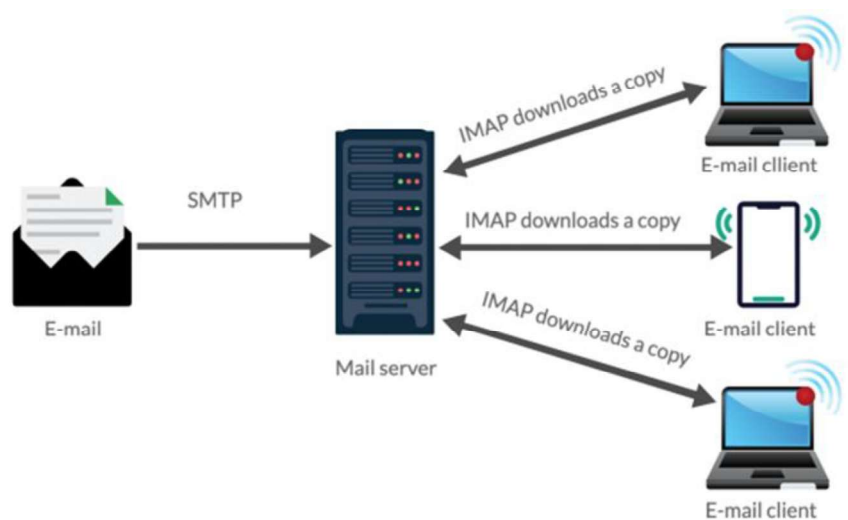 SMTP
E-mail
Mail server
IMAP downloads a copy
E-mail cllient
IMAP downloads a copy
E-mail client
IMAP downloads a copy
E-mail client